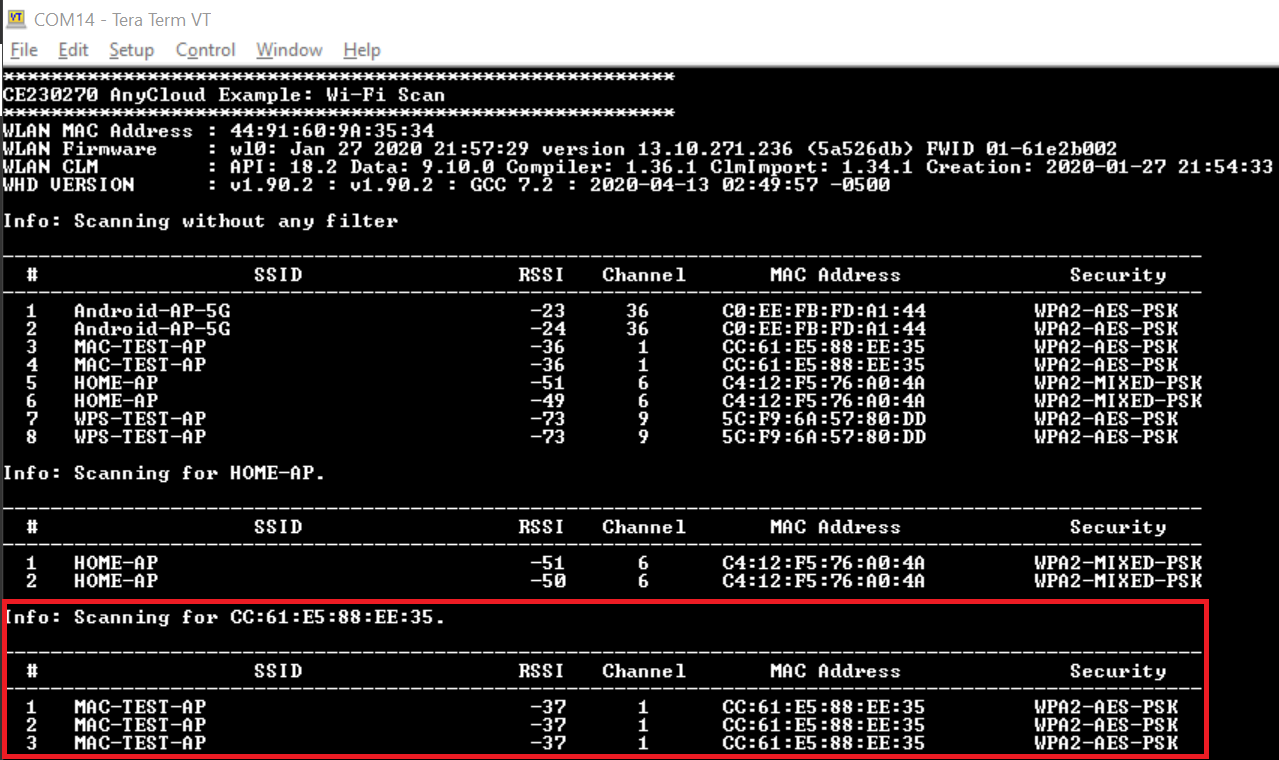 COM14 - Tera Term VT
File Edit Setup Control Window Help
********************************************************
CE230270 AnyCloud Example: Wi-Fi Scan
********************************************************
WLAN MAC Address : 44:91:60:9A:35:34
WLAN Firmware : wl0: Jan 27 2020 21:57:29 version 13.10.271.236 (5a526db) FWID 01-61e2b002
WLAN CLM : API: 18.2 Data: 9.10.0 Compiler: 1.36.1 ClmImport: 1.34.1 Creation: 2020-01-27 21:54:33
WHD VERSION : v1.90.2 : v1.90.2 : GCC 7.2 : 2020-04-13 02:49:57 -0500
Info: Scanning without any filter
# SSID RSSI Channel MAC Address Security
1 Android-AP-5G -23 36 C0:EE:FB:FD:A1:44 WPA2-AES-PSK
2 Android-AP-5G -24 36 C0:EE:FB:FD:A1:44 WPA2-AES-PSK
3 MAC-TEST-AP -36 1 CC:61:E5:88:EE:35 WPA2-AES-PSK
4 MAC-TEST-AP -36 1 CC:61:E5:88:EE:35 WPA2-AES-PSK
5 HOME-AP -51 6 C4:12:F5:76:A0:4A WPA2-MIXED-PSK
6 HOME-AP -49 6 C4:12:F5:76:A0:4A WPA2-MIXED-PSK
7 WPS-TEST-AP -73 9 5C:F9:6A:57:80:DD WPA2-AES-PSK
8 WPS-TEST-AP -73 9 5C:F9:6A:57:80:DD WPA2-AES-PSK
Info: Scanning for HOME-AP.
# SSID RSSI Channel MAC Address Security
1 HOME-AP -51 6 C4:12:F5:76:A0:4A WPA2-MIXED-PSK
2 HOME-AP -50 6 C4:12:F5:76:A0:4A WPA2-MIXED-PSK
Info: Scanning for CC:61:E5:88:EE:35.
# SSID RSSI Channel MAC Address Security
1 MAC-TEST-AP -37 1 CC:61:E5:88:EE:35 WPA2-AES-PSK
2 MAC-TEST-AP -37 1 CC:61:E5:88:EE:35 WPA2-AES-PSK
3 MAC-TEST-AP -37 1 CC:61:E5:88:EE:35 WPA2-AES-PSK